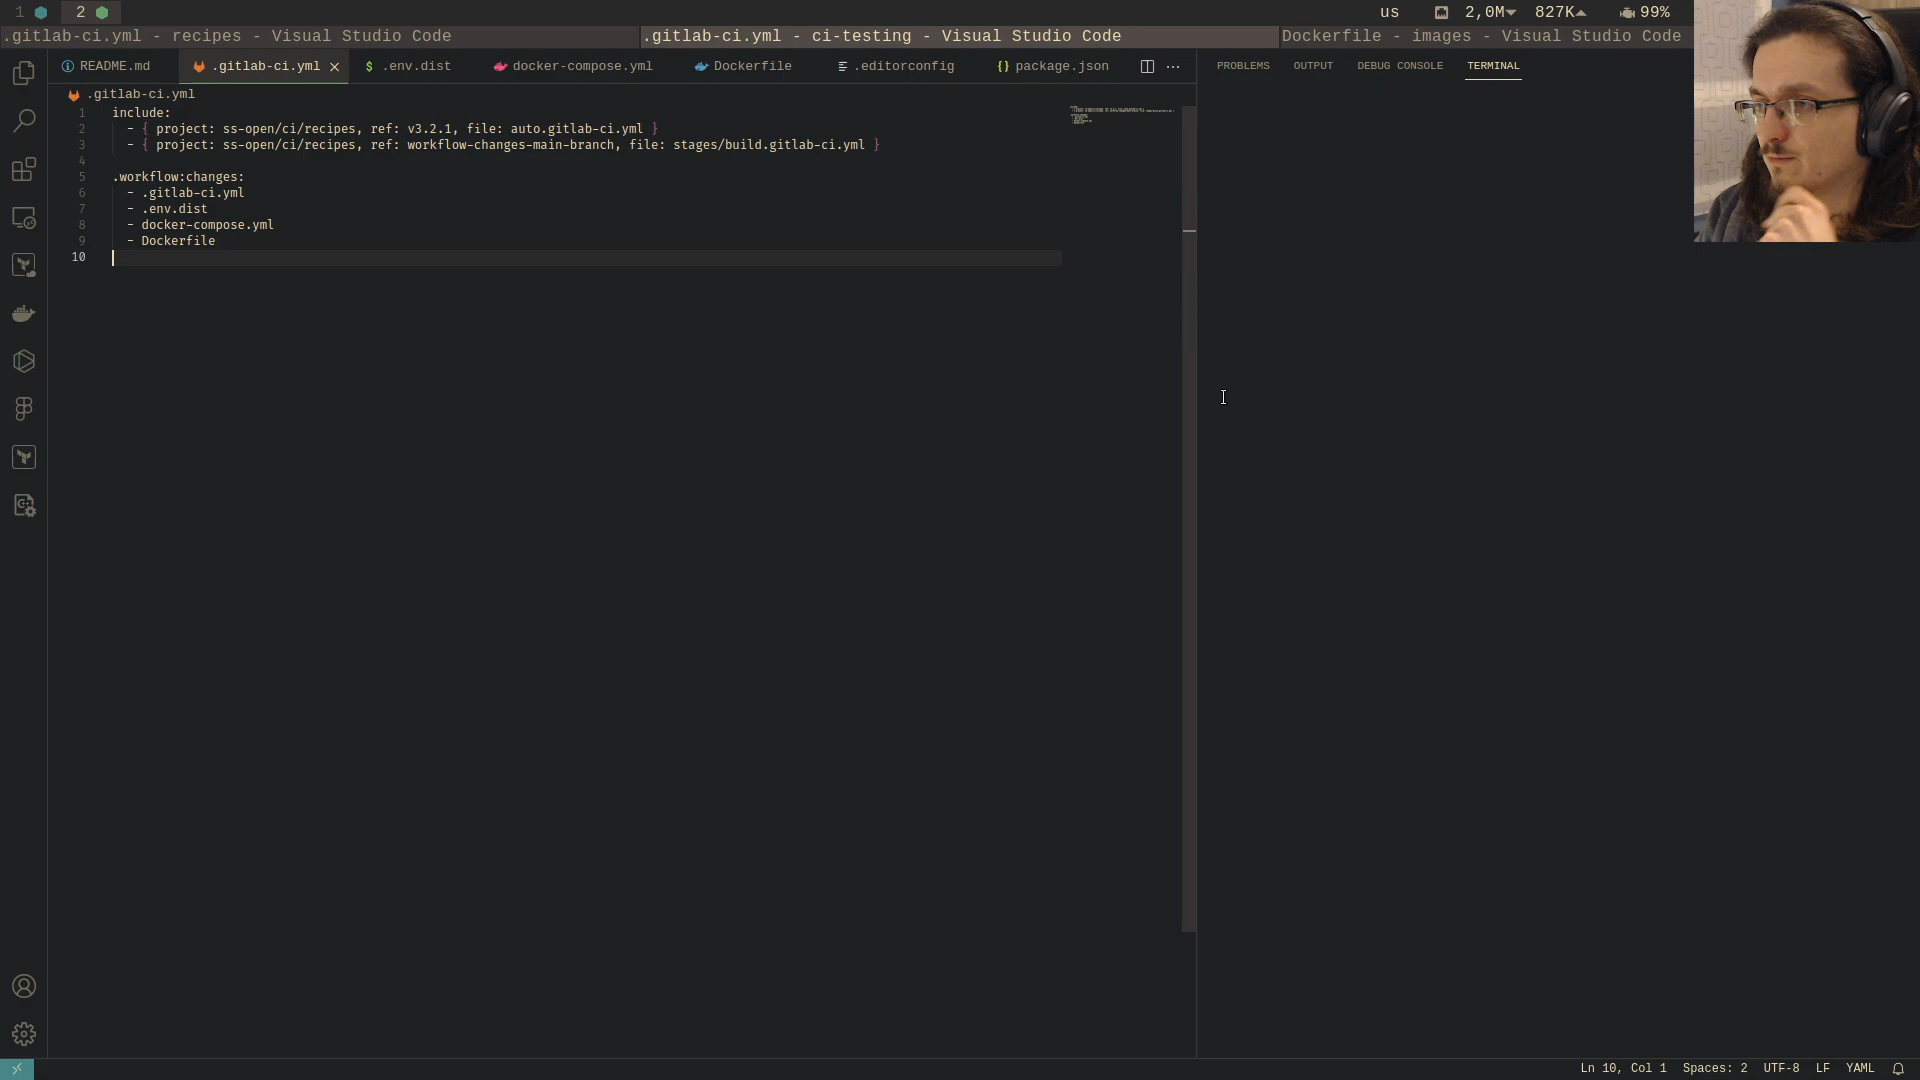 1 2 us 2,0M 827K 99%
.gitlab-ci.yml - recipes - Visual Studio Code .gitlab-ci.yml - ci-testing - Visual Studio Code Dockerfile - images - Visual Studio Code
README.md .gitlab-ci.yml $ .env.dist docker-compose.yml Dockerfile .editorconfig {} package.json ... PROBLEMS OUTPUT DEBUG CONSOLE TERMINAL
.gitlab-ci.yml
1 include:
2 - { project: ss-open/ci/recipes, ref: v3.2.1, file: auto.gitlab-ci.yml }
3 - { project: ss-open/ci/recipes, ref: workflow-changes-main-branch, file: stages/build.gitlab-ci.yml }
4
5 .workflow:changes:
6 - .gitlab-ci.yml
7 - .env.dist
8 - docker-compose.yml
9 - Dockerfile
10
Ln 10, Col 1 Spaces: 2 UTF-8 LF YAML